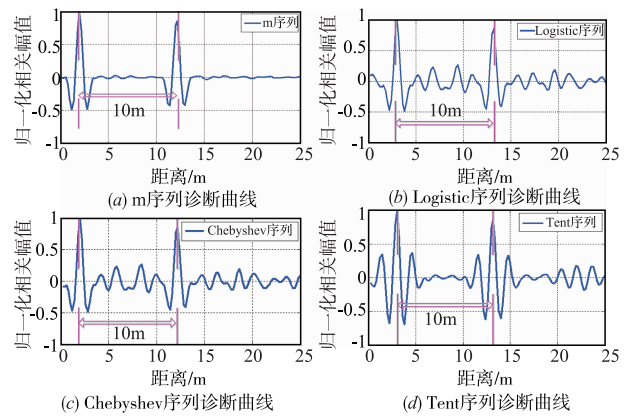 归一化相关幅值
1
0.5
0
-0.5
-1
m序列
10m
0 5 10 15 20 25
距离/m
(a) m序列诊断曲线
归一化相关幅值
1
0.5
0
-0.5
-1
Logistic序列
10m
0 5 10 15 20 25
距离/m
(b) Logistic序列诊断曲线
归一化相关幅值
1
0.5
0
-0.5
-1
Chebyshev序列
10m
0 5 10 15 20 25
距离/m
(c) Chebyshev序列诊断曲线
归一化相关幅值
1
0.5
0
-0.5
-1
Tent序列
10m
0 5 10 15 20 25
距离/m
(d) Tent序列诊断曲线